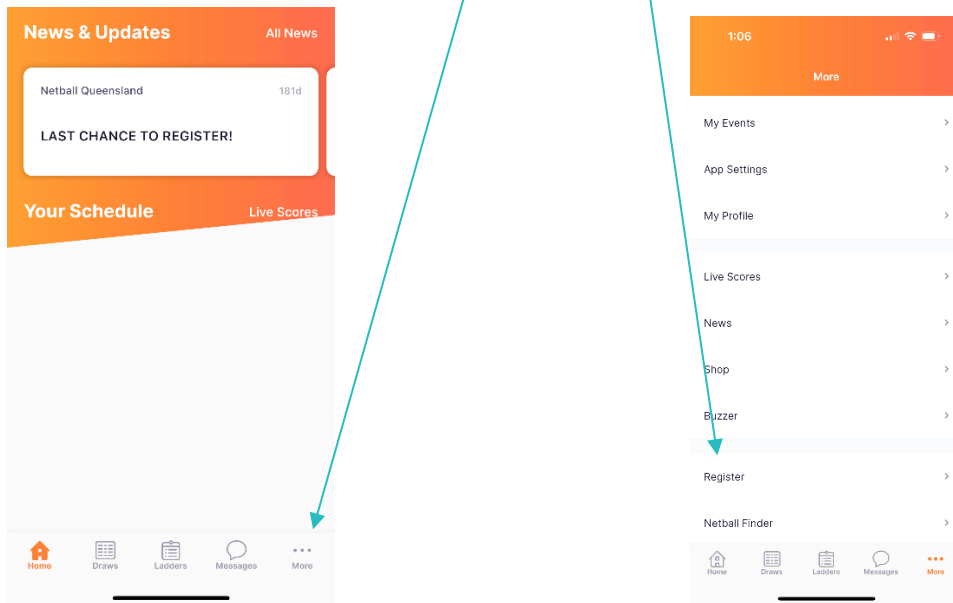 News & Updates All News
Netball Queensland 181d
LAST CHANCE TO REGISTER!
Your Schedule Live Scores
Home Draws Ladders Messages More
1:06
More
My Events
App Settings
My Profile
Live Scores
News
Shop
Buzzer
Register
Netball Finder
Home Draws Ladders Messages More